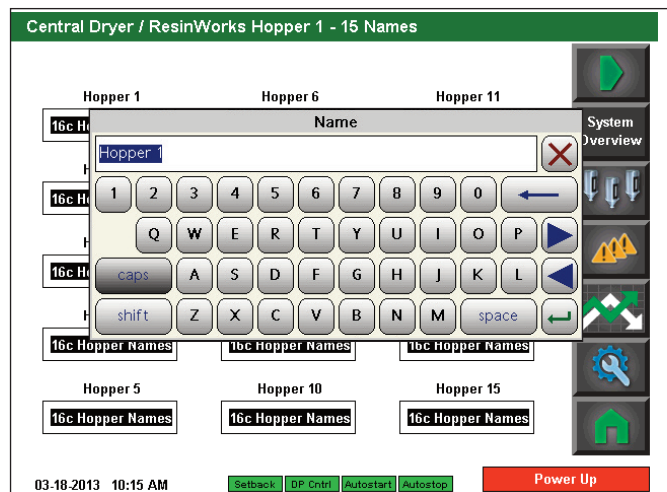 Central Dryer / ResinWorks Hopper 1 - 15 Names
Hopper 1 Hopper 6 Hopper 11
Name
16c H
System
Overview
Hopper 1
1 2 3 4 5 6 7 8 9 0
16c H
Q W E R T Y U I O P
16c H
caps A S D F G H J K L
shift Z X C V B N M space
16c Hopper Names 16c Hopper Names 16c Hopper Names
Hopper 5 Hopper 10 Hopper 15
16c Hopper Names 16c Hopper Names 16c Hopper Names
03-18-2013 10:15 AM Setback DP Cntrl Autostart Autostop Power Up